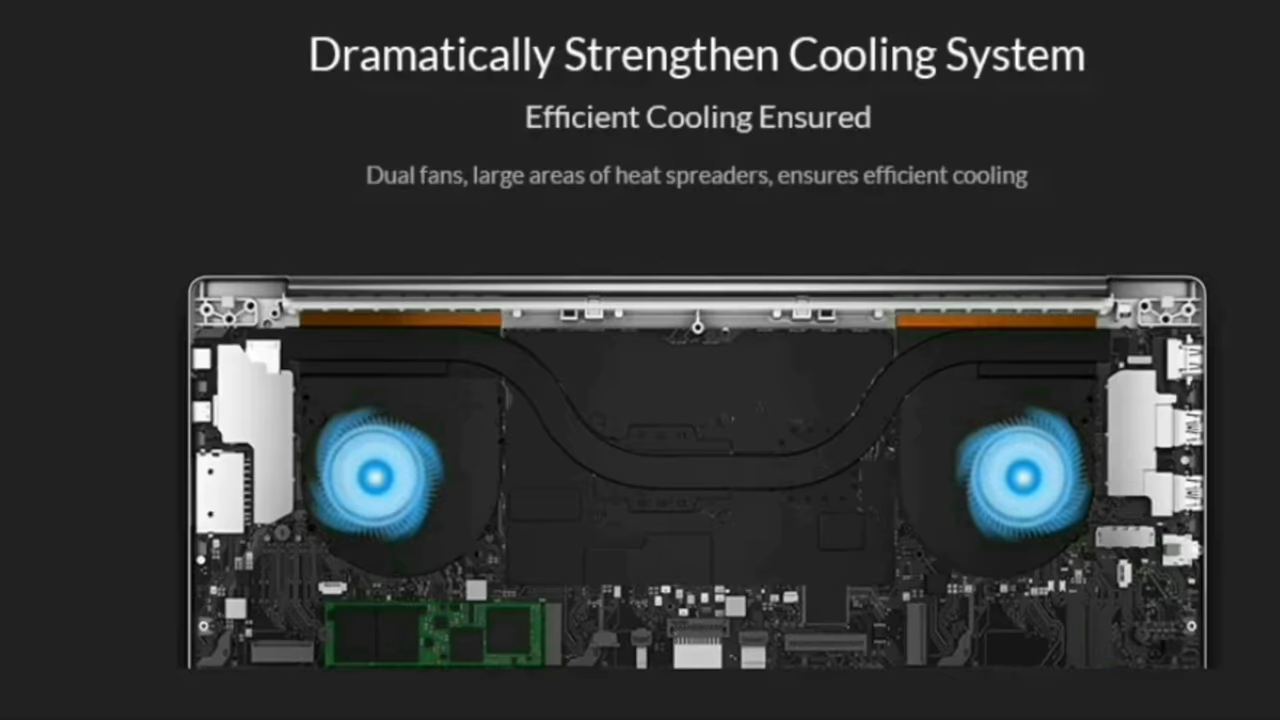 Dramatically Strengthen Cooling System
Efficient Cooling Ensured
Dual fans, large areas of heat spreaders, ensures efficient cooling